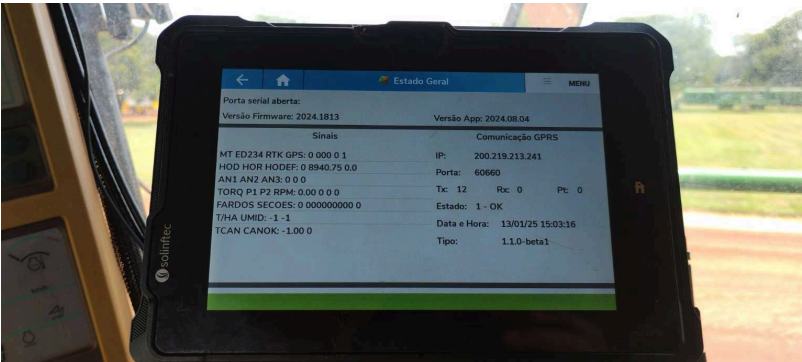 Estado Geral
MENU
Porta serial aberta:
Versão Firmware: 2024.1813
Versão App: 2024.08.04
Sinais
MT ED234 RTK GPS: 0 000 0 1
HOD HOR HODEF: 0 8940.75 0.0
AN1 AN2 AN3: 0 0 0
TORQ P1 P2 RPM: 0.00 0 0 0
FARDOS SECOES: 0 000000000 0
T/HA UMID: -1 -1
TCAN CANOK: -1.00 0
Comunicação GPRS
IP: 200.219.213.241
Porta: 60660
Tx: 12 Rx: 0 Pt: 0
Estado: 1 - OK
Data e Hora: 13/01/25 15:03:16
Tipo: 1.1.0-beta1
solinftec